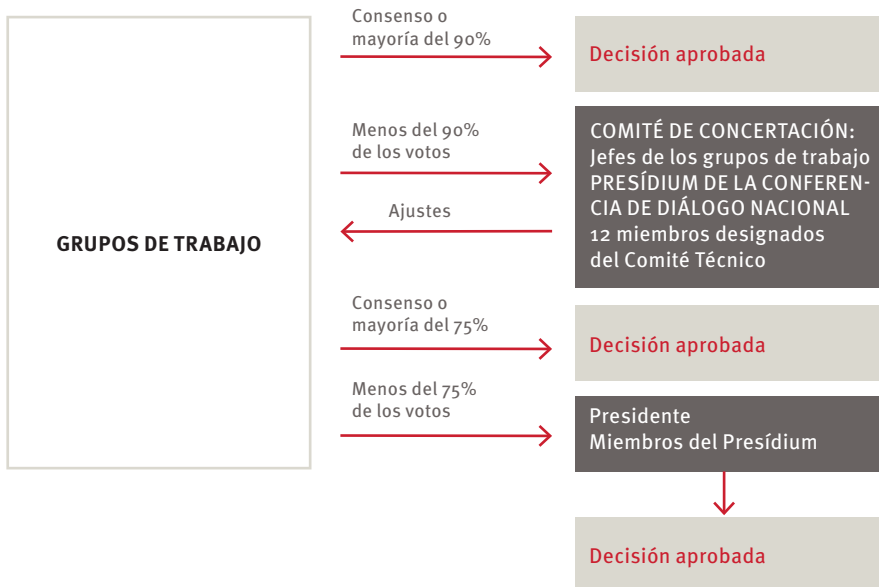 GRUPOS DE TRABAJO
Consenso o
mayoría del 90%
Decisión aprobada
Menos del 90%
de los votos
COMITÉ DE CONCERTACIÓN:
Jefes de los grupos de trabajo
PRESÍDIUM DE LA CONFEREN-
CIA DE DIÁLOGO NACIONAL
12 miembros designados
del Comité Técnico
Ajustes
Consenso o
mayoría del 75%
Decisión aprobada
Menos del 75%
de los votos
Presidente
Miembros del Presídium
Decisión aprobada